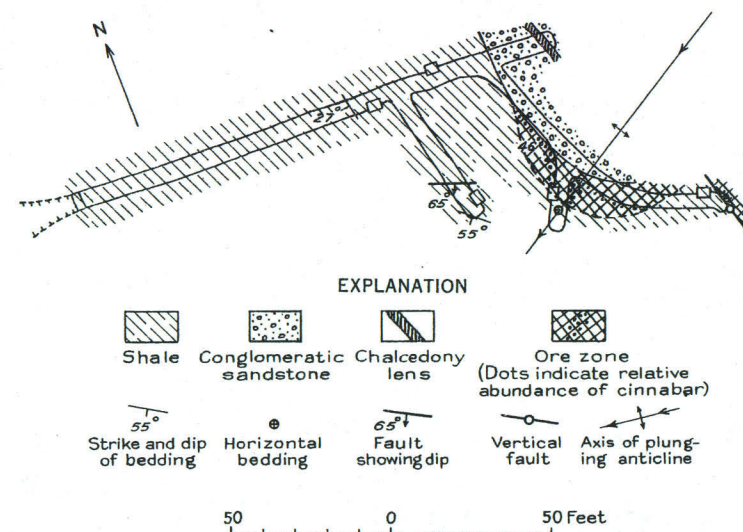 N
27°
46
65°
55°
EXPLANATION
Shale
Conglomeratic
sandstone
Chalcedony
lens
Ore zone
(Dots indicate relative
abundance of cinnabar)
55°
Strike and dip
of bedding
Horizontal
bedding
65°
Fault
showing dip
Vertical
fault
Axis of plung-
ing anticline
50 0 50 Feet